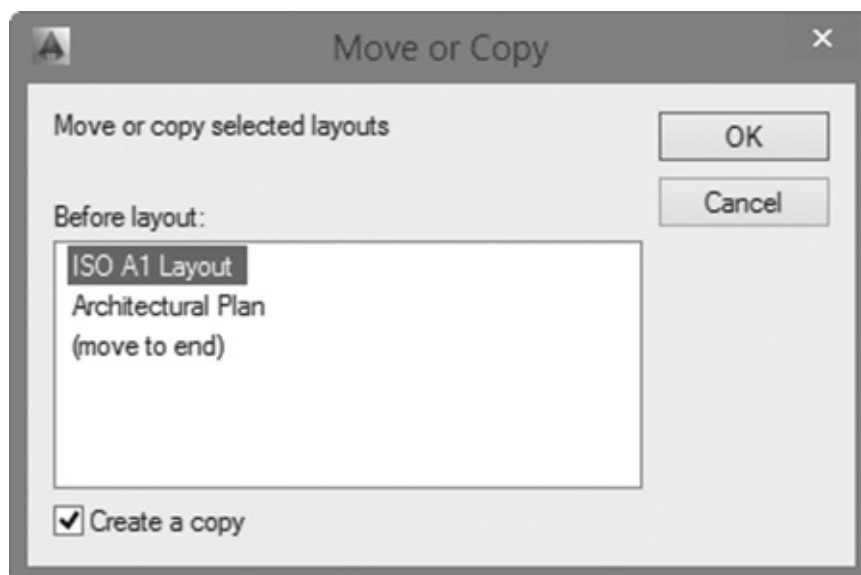 Move or Copy
Move or copy selected layouts
OK
Cancel
Before layout:
ISO A1 Layout
Architectural Plan
(move to end)
Create a copy